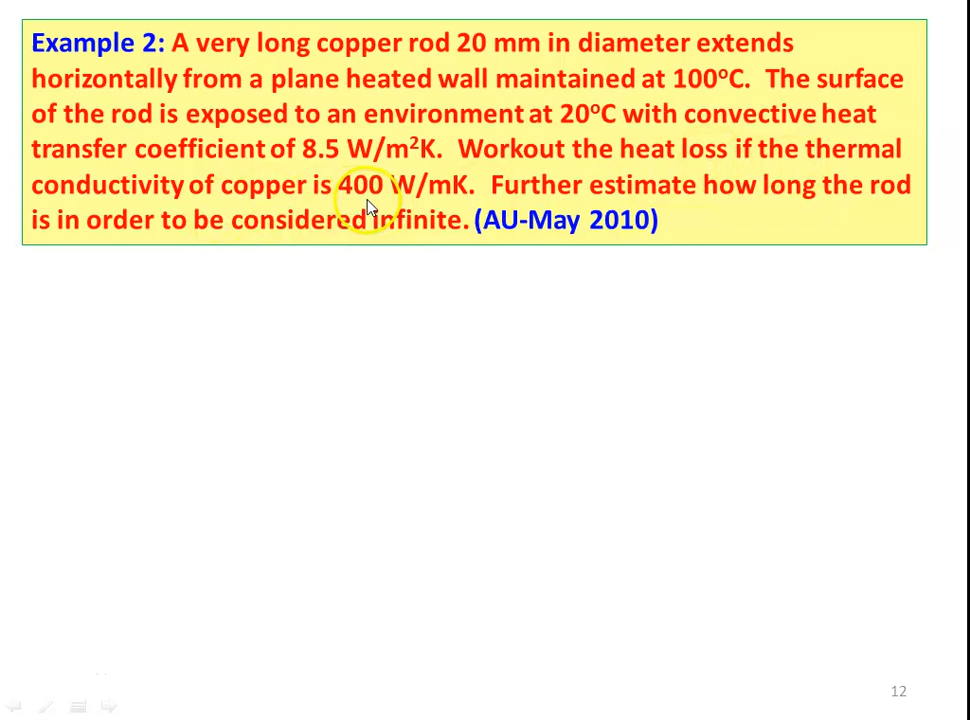 Example 2: A very long copper rod 20 mm in diameter extends
horizontally from a plane heated wall maintained at 100°C. The surface
of the rod is exposed to an environment at 20°C with convective heat
transfer coefficient of 8.5 W/m²K. Workout the heat loss if the thermal
conductivity of copper is 400 W/mK. Further estimate how long the rod
is in order to be considered infinite. (AU-May 2010)
12